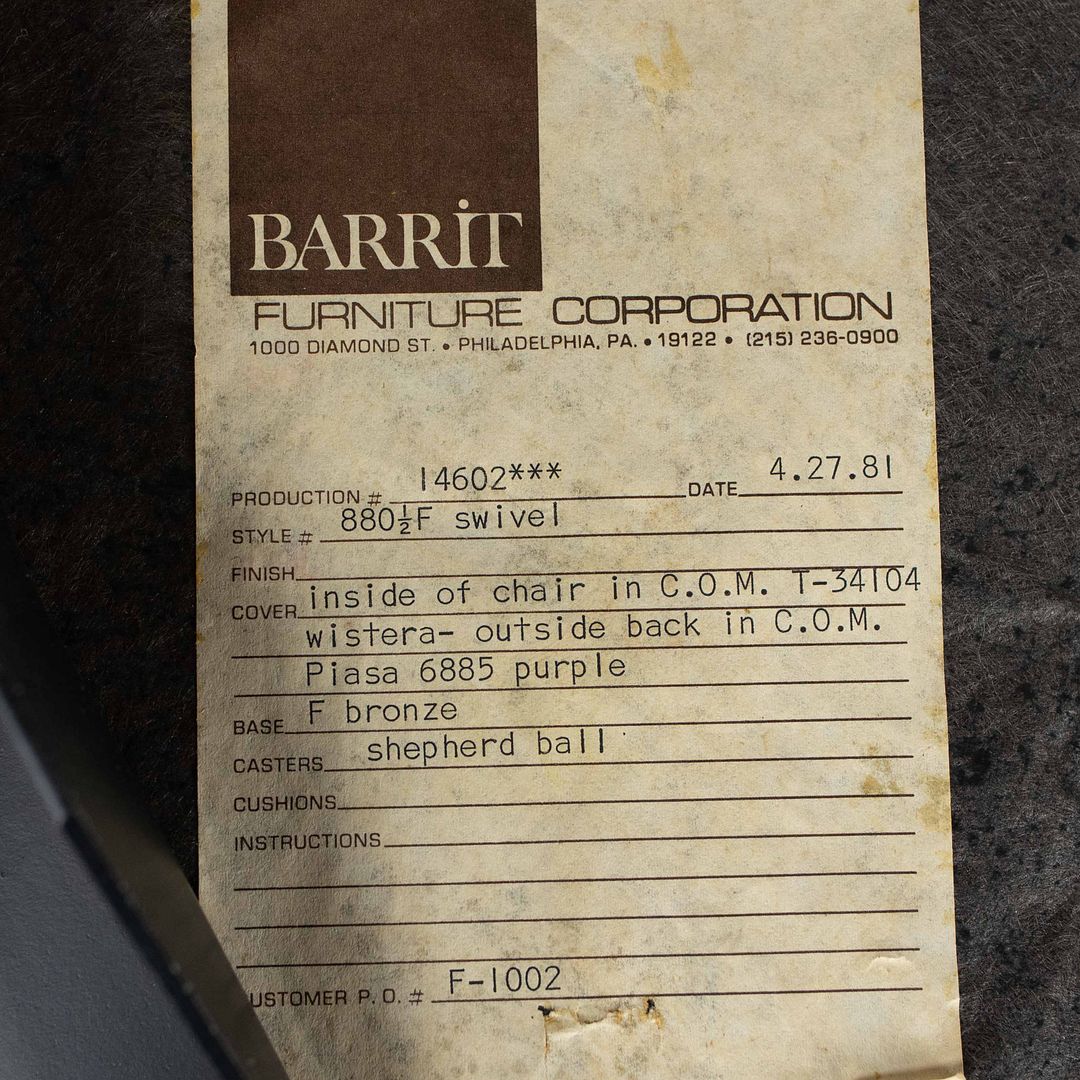 BARRiT
FURNITURE CORPORATION
1000 DIAMOND ST. • PHILADELPHIA, PA. • 19122 • (215) 236-0900
PRODUCTION # 14602*** DATE 4.27.81
STYLE # 880½F swivel
FINISH
COVER inside of chair in C.O.M. T-34104
wistera- outside back in C.O.M.
Piasa 6885 purple
BASE F bronze
CASTERS shepherd ball
CUSHIONS
INSTRUCTIONS
USTOMER P. O. # F-1002